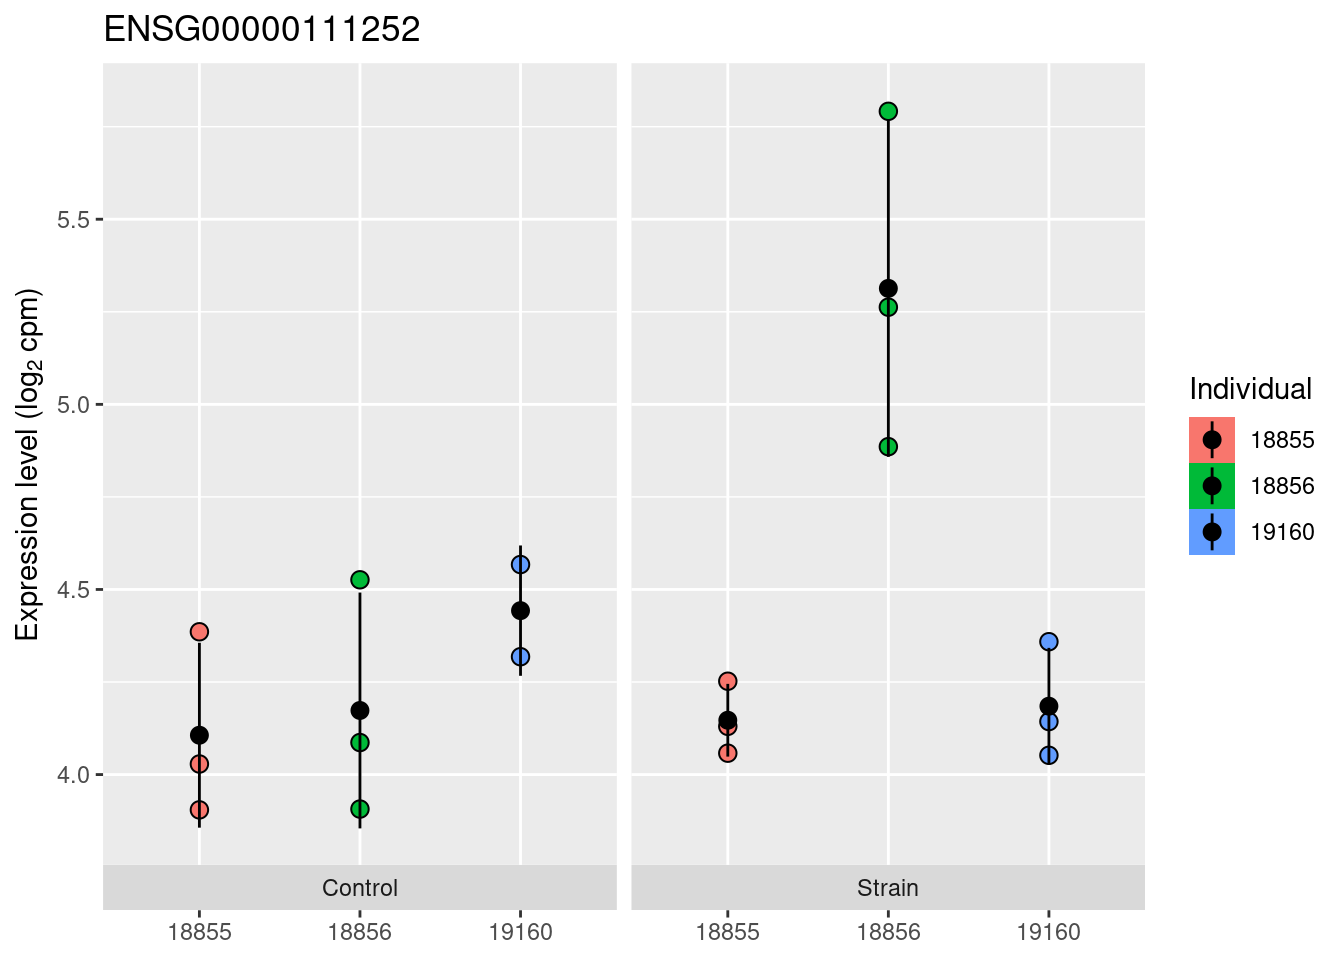 ENSG00000111252
Expression level (log2 cpm)
5.5
5.0
4.5
4.0
Control
Strain
18855
18856
19160
18855
18856
19160
Individual
18855
18856
19160